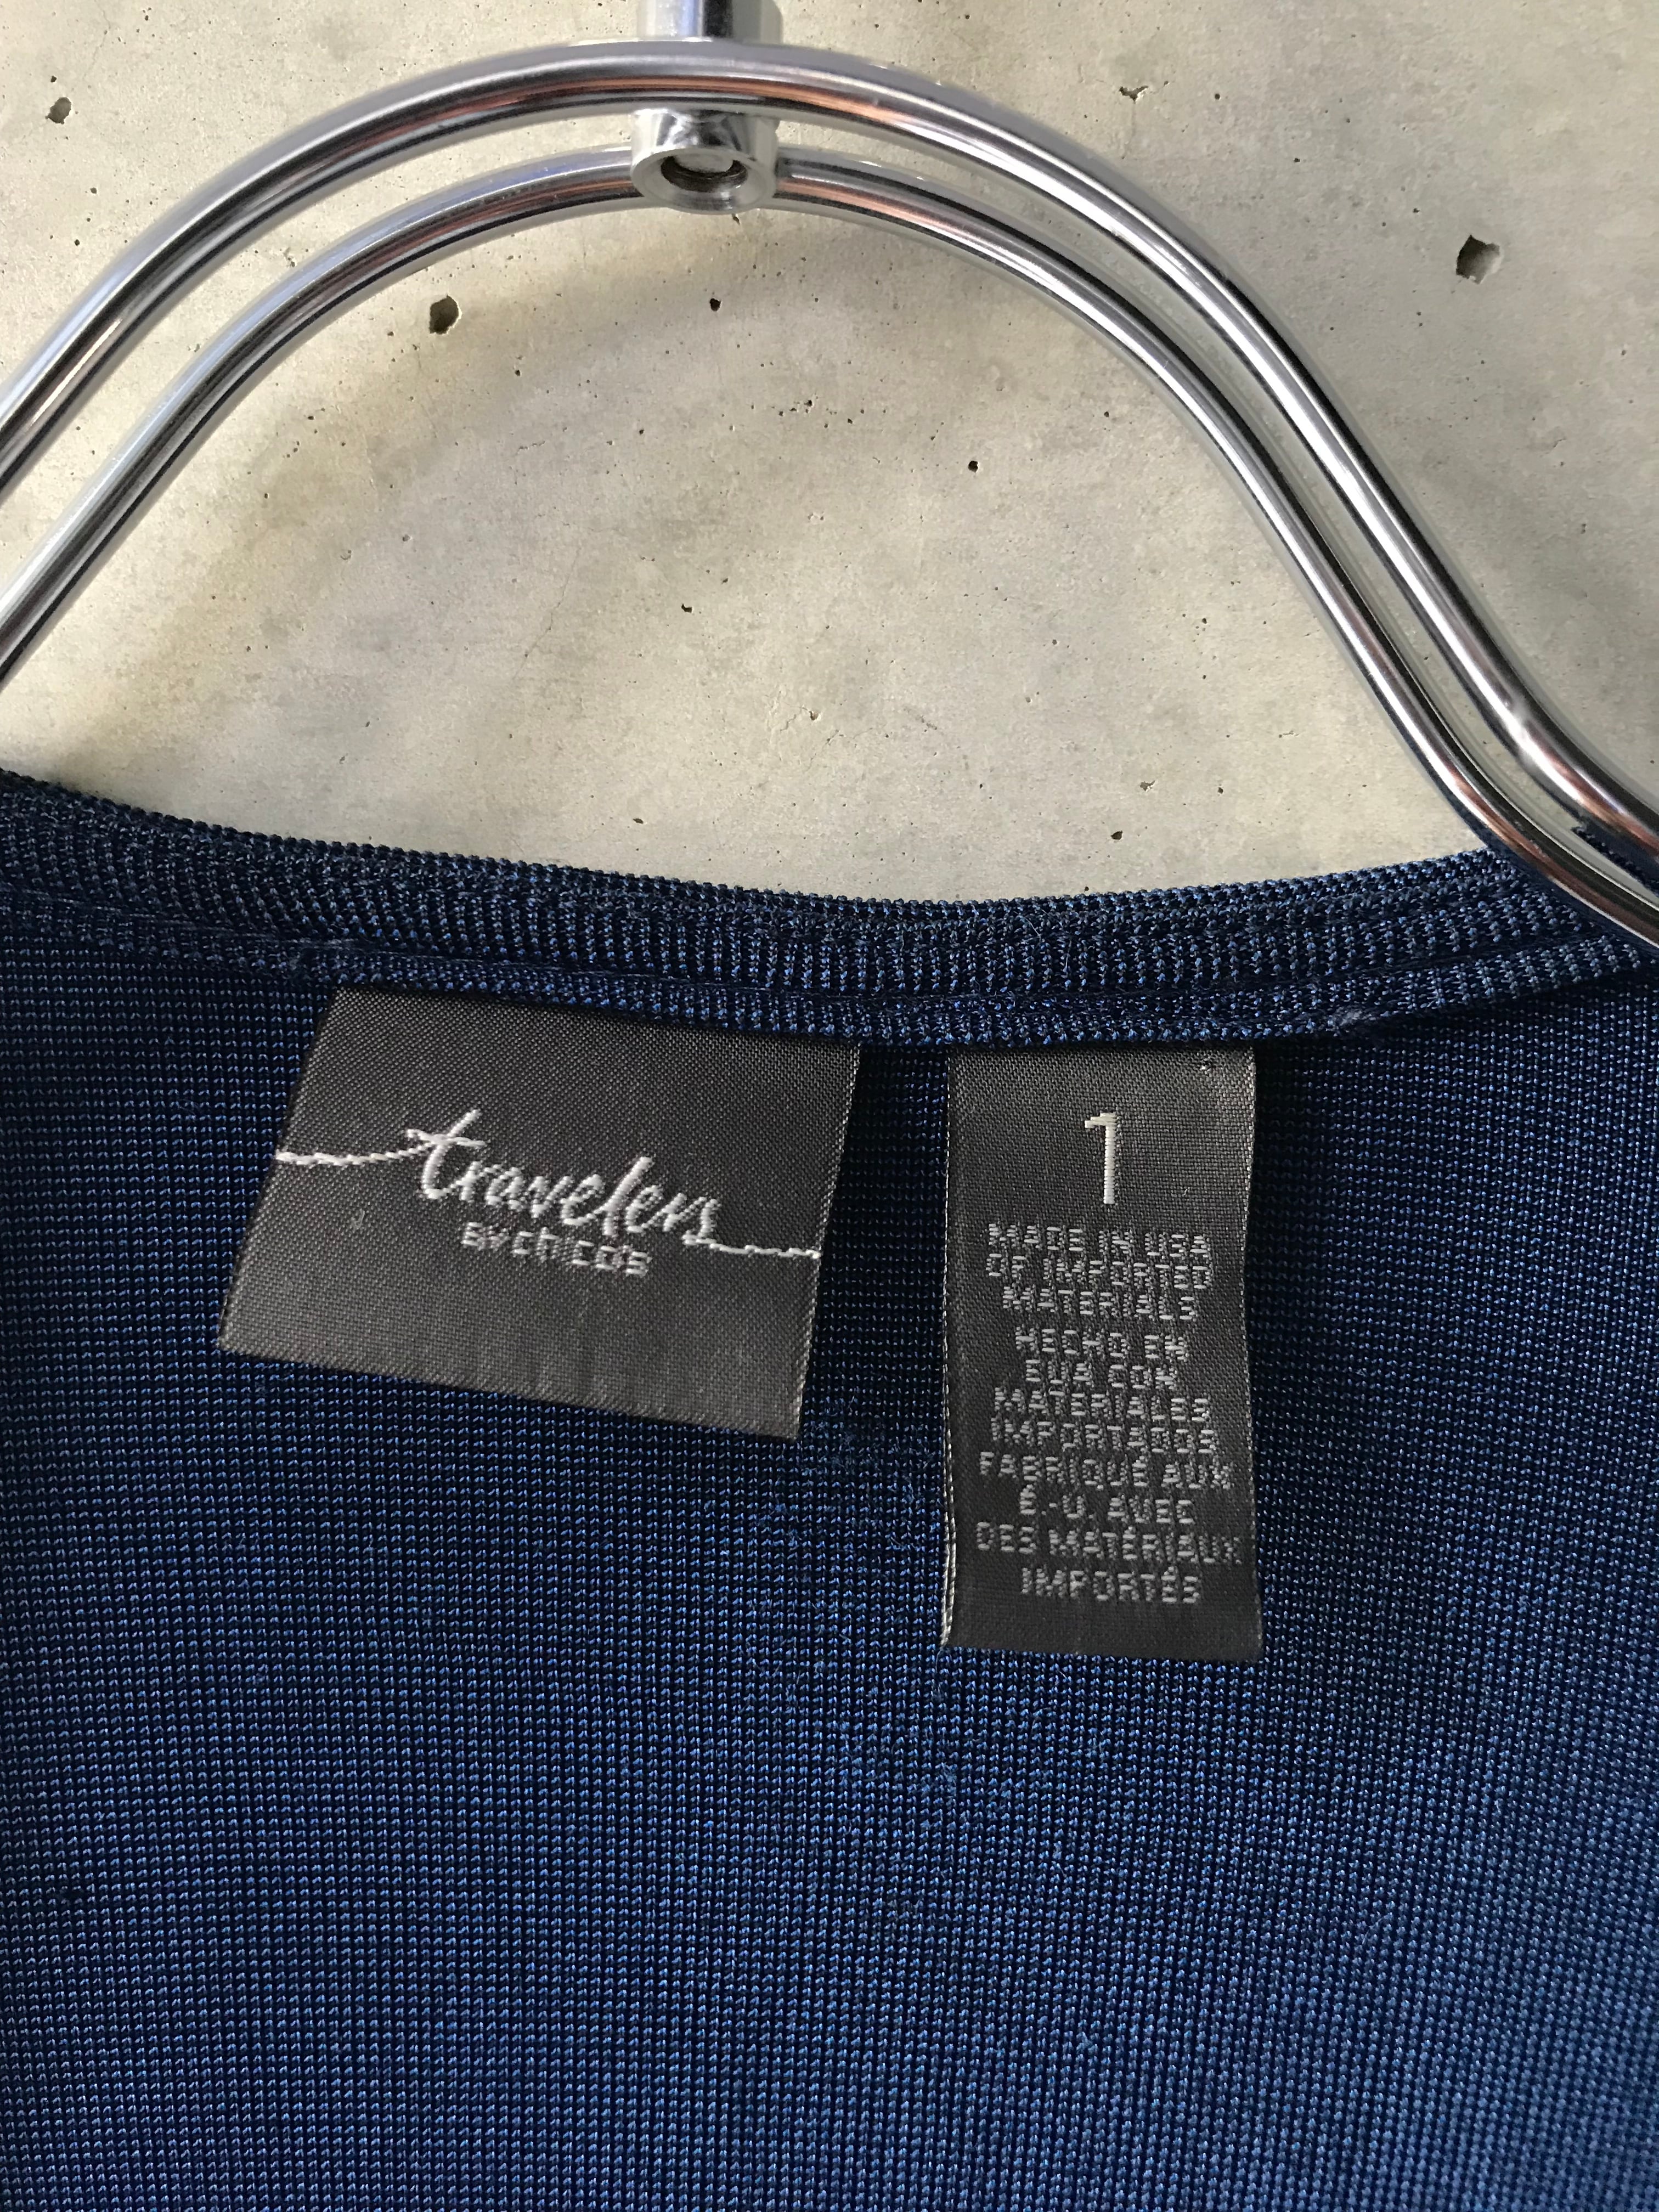 travelers
BY CHICO'S
1
MADE IN USA
OF IMPORTED
MATERIALS
HECHO EN
EUA CON
MATERIALES
IMPORTADOS
FABRIQUÉ AUX
É.-U. AVEC
DES MATÉRIAUX
IMPORTÉS